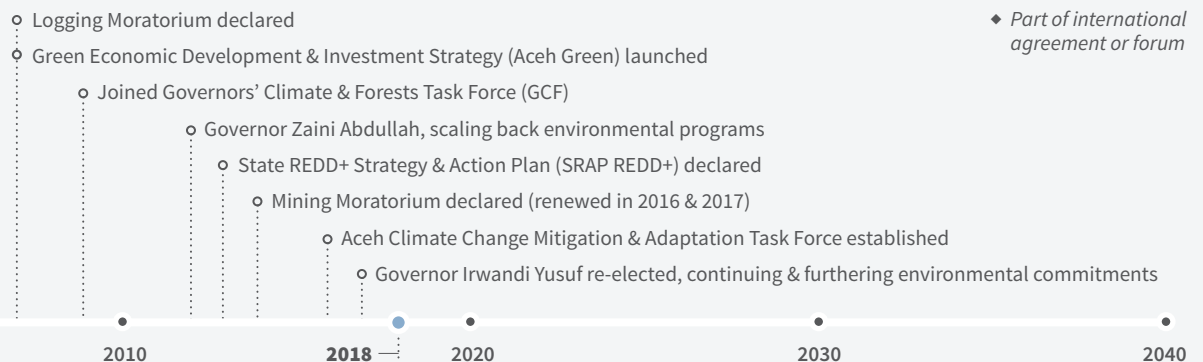 Logging Moratorium declared
Part of international
agreement or forum
Green Economic Development & Investment Strategy (Aceh Green) launched
Joined Governors’ Climate & Forests Task Force (GCF)
Governor Zaini Abdullah, scaling back environmental programs
State REDD+ Strategy & Action Plan (SRAP REDD+) declared
Mining Moratorium declared (renewed in 2016 & 2017)
Aceh Climate Change Mitigation & Adaptation Task Force established
Governor Irwandi Yusuf re-elected, continuing & furthering environmental commitments
2010 2018 2020 2030 2040